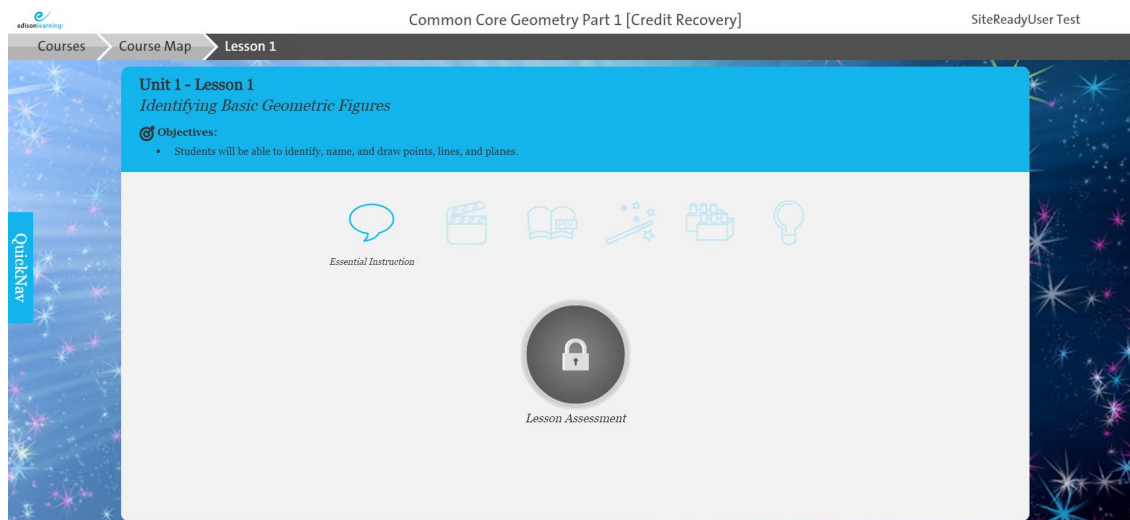 edisonlearning
Common Core Geometry Part 1 [Credit Recovery]
SiteReadyUser Test
Courses
Course Map
Lesson 1
Unit 1 - Lesson 1
Identifying Basic Geometric Figures
Objectives:
• Students will be able to identify, name, and draw points, lines, and planes.
QuickNav
PDF
Essential Instruction
Lesson Assessment